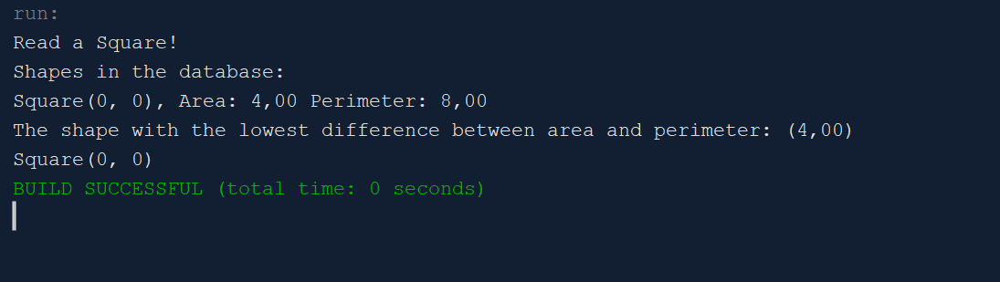 run:
Read a Square!
Shapes in the database:
Square(0, 0), Area: 4,00 Perimeter: 8,00
The shape with the lowest difference between area and perimeter: (4,00)
Square(0, 0)
BUILD SUCCESSFUL (total time: 0 seconds)